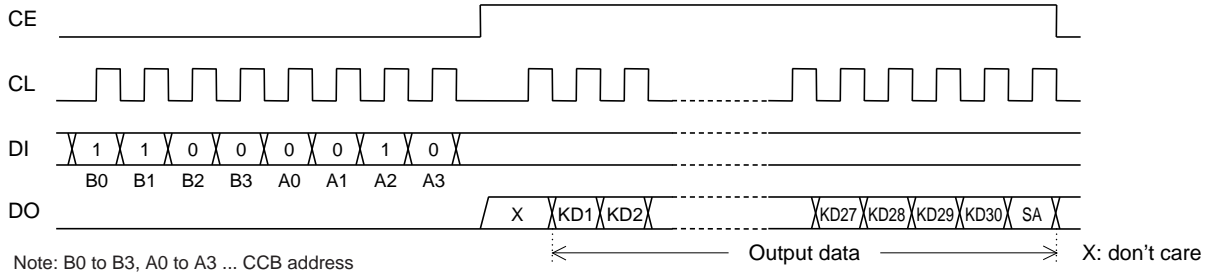 CE
CL
DI 1 1 0 0 0 0 1 0
B0 B1 B2 B3 A0 A1 A2 A3
DO X KD1 KD2 KD27 KD28 KD29 KD30 SA
Output data X: don't care
Note: B0 to B3, A0 to A3 ... CCB address